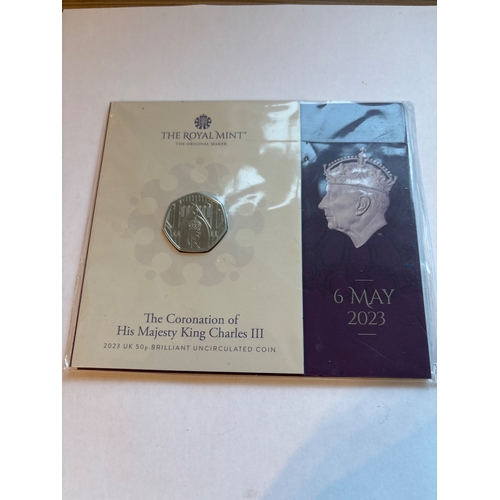 THE ROYAL MINT®
THE ORIGINAL MAKER
The Coronation of
His Majesty King Charles III
2023 UK 50p BRILLIANT UNCIRCULATED COIN
6 MAY
2023